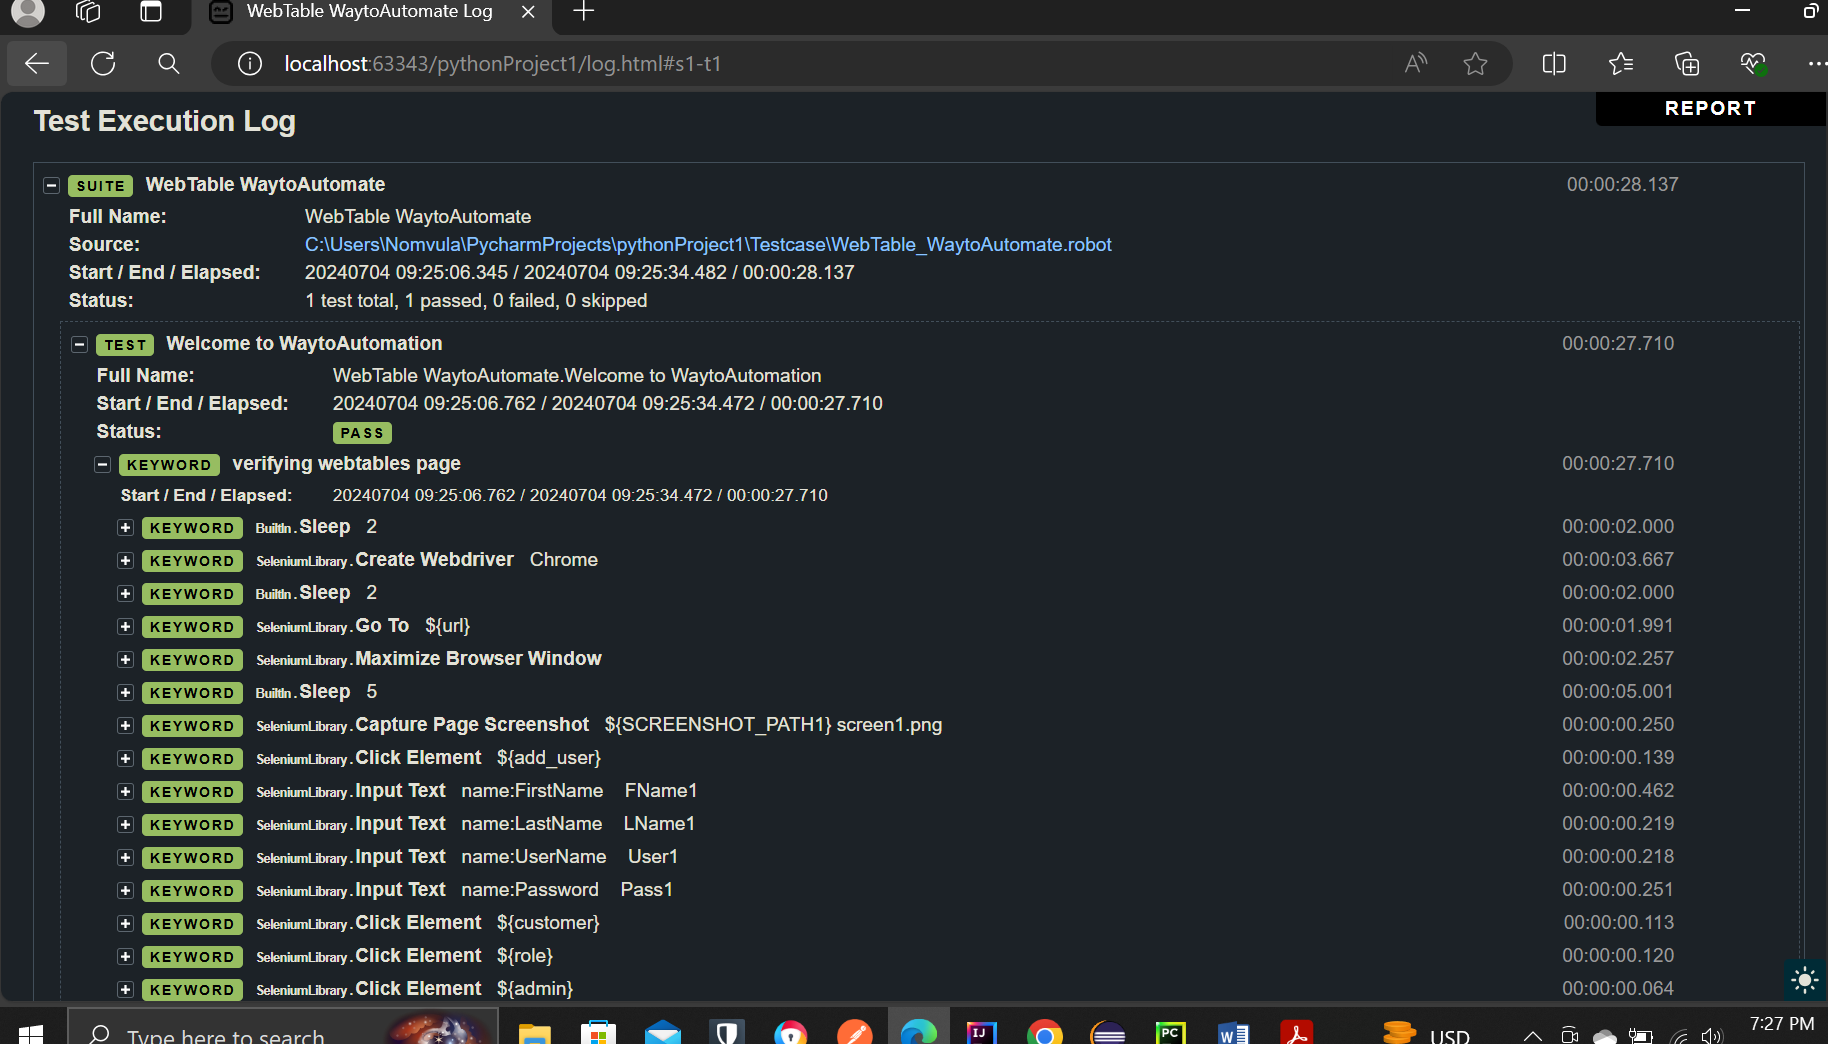 WebTable WaytoAutomate Log
localhost:63343/pythonProject1/log.html#s1-t1
REPORT
Test Execution Log
SUITE WebTable WaytoAutomate 00:00:28.137
Full Name: WebTable WaytoAutomate
Source: C:\Users\Nomvula\PycharmProjects\pythonProject1\Testcase\WebTable_WaytoAutomate.robot
Start / End / Elapsed: 20240704 09:25:06.345 / 20240704 09:25:34.482 / 00:00:28.137
Status: 1 test total, 1 passed, 0 failed, 0 skipped
TEST Welcome to WaytoAutomation 00:00:27.710
Full Name: WebTable WaytoAutomate.Welcome to WaytoAutomation
Start / End / Elapsed: 20240704 09:25:06.762 / 20240704 09:25:34.472 / 00:00:27.710
Status: PASS
KEYWORD verifying webtables page 00:00:27.710
Start / End / Elapsed: 20240704 09:25:06.762 / 20240704 09:25:34.472 / 00:00:27.710
KEYWORD BuiltIn.Sleep 2 00:00:02.000
KEYWORD SeleniumLibrary.Create Webdriver Chrome 00:00:03.667
KEYWORD BuiltIn.Sleep 2 00:00:02.000
KEYWORD SeleniumLibrary.Go To ${url} 00:00:01.991
KEYWORD SeleniumLibrary.Maximize Browser Window 00:00:02.257
KEYWORD BuiltIn.Sleep 5 00:00:05.001
KEYWORD SeleniumLibrary.Capture Page Screenshot ${SCREENSHOT_PATH1} screen1.png 00:00:00.250
KEYWORD SeleniumLibrary.Click Element ${add_user} 00:00:00.139
KEYWORD SeleniumLibrary.Input Text name:FirstName FName1 00:00:00.462
KEYWORD SeleniumLibrary.Input Text name:LastName LName1 00:00:00.219
KEYWORD SeleniumLibrary.Input Text name:UserName User1 00:00:00.218
KEYWORD SeleniumLibrary.Input Text name:Password Pass1 00:00:00.251
KEYWORD SeleniumLibrary.Click Element ${customer} 00:00:00.113
KEYWORD SeleniumLibrary.Click Element ${role} 00:00:00.120
KEYWORD SeleniumLibrary.Click Element ${admin} 00:00:00.064
Type here to search
IJ
PC
W
USD
7:27 PM